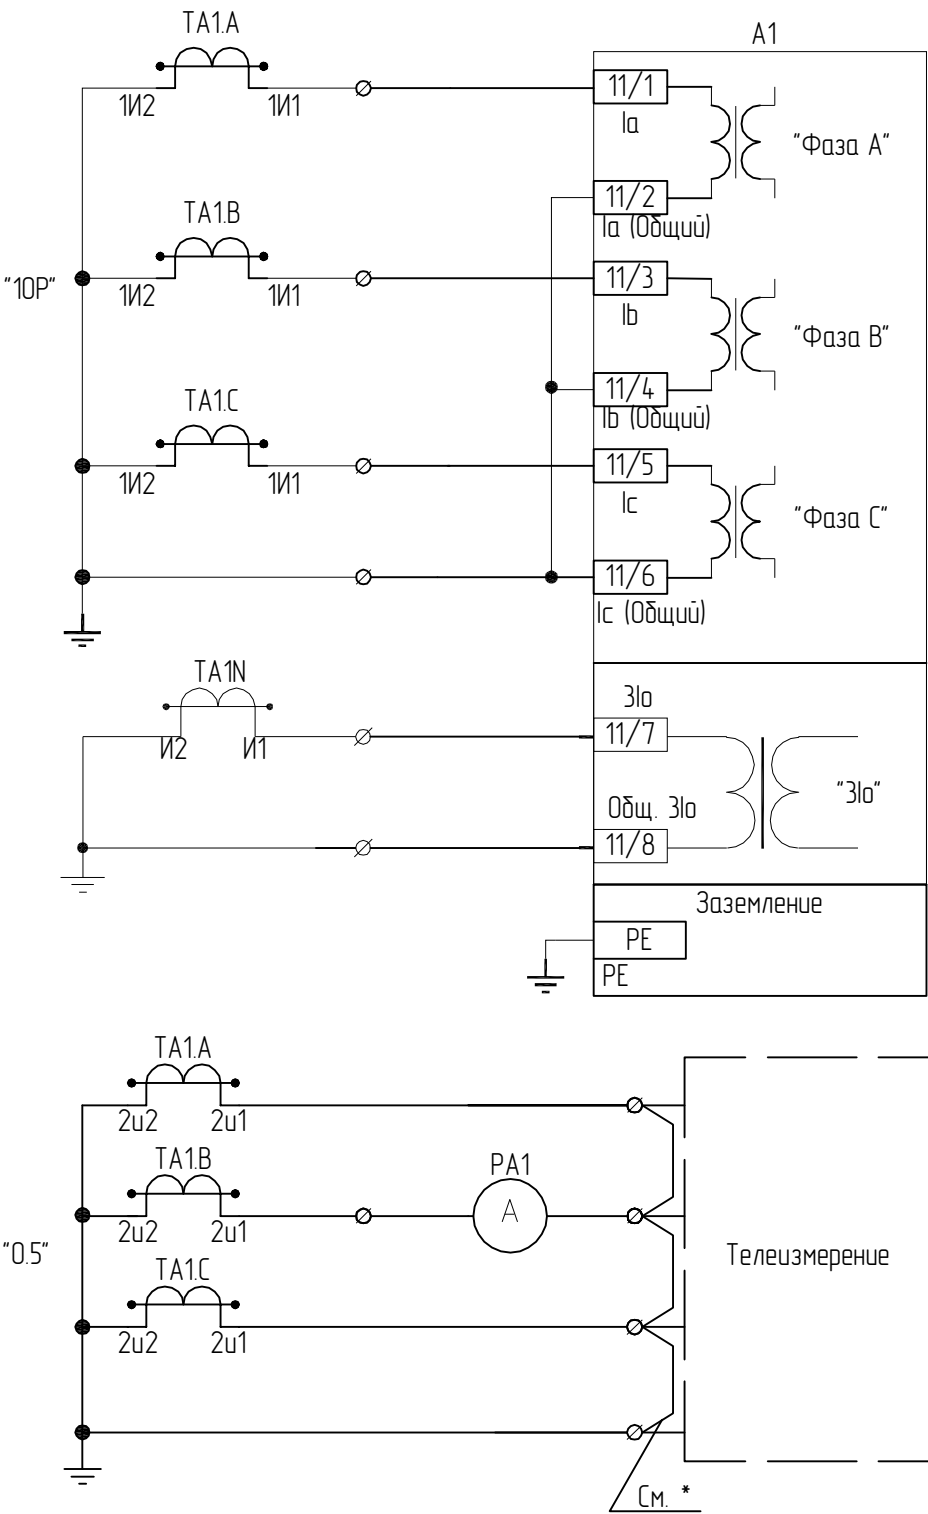 TA1.A
A1
1И2
1И1
11/1
Ia
"Фаза А"
11/2
Ia (Общий)
TA1.B
"10Р"
1И2
1И1
11/3
Ib
"Фаза В"
11/4
Ib (Общий)
TA1.C
1И2
1И1
11/5
Ic
"Фаза С"
11/6
Ic (Общий)
TA1N
И2
И1
3Io
11/7
"3Io"
Общ. 3Io
11/8
Заземление
PE
PE
TA1.A
2и2
2и1
TA1.B
PA1
A
2и2
2и1
"0.5"
Телеизмерение
TA1.C
2и2
2и1
См. *